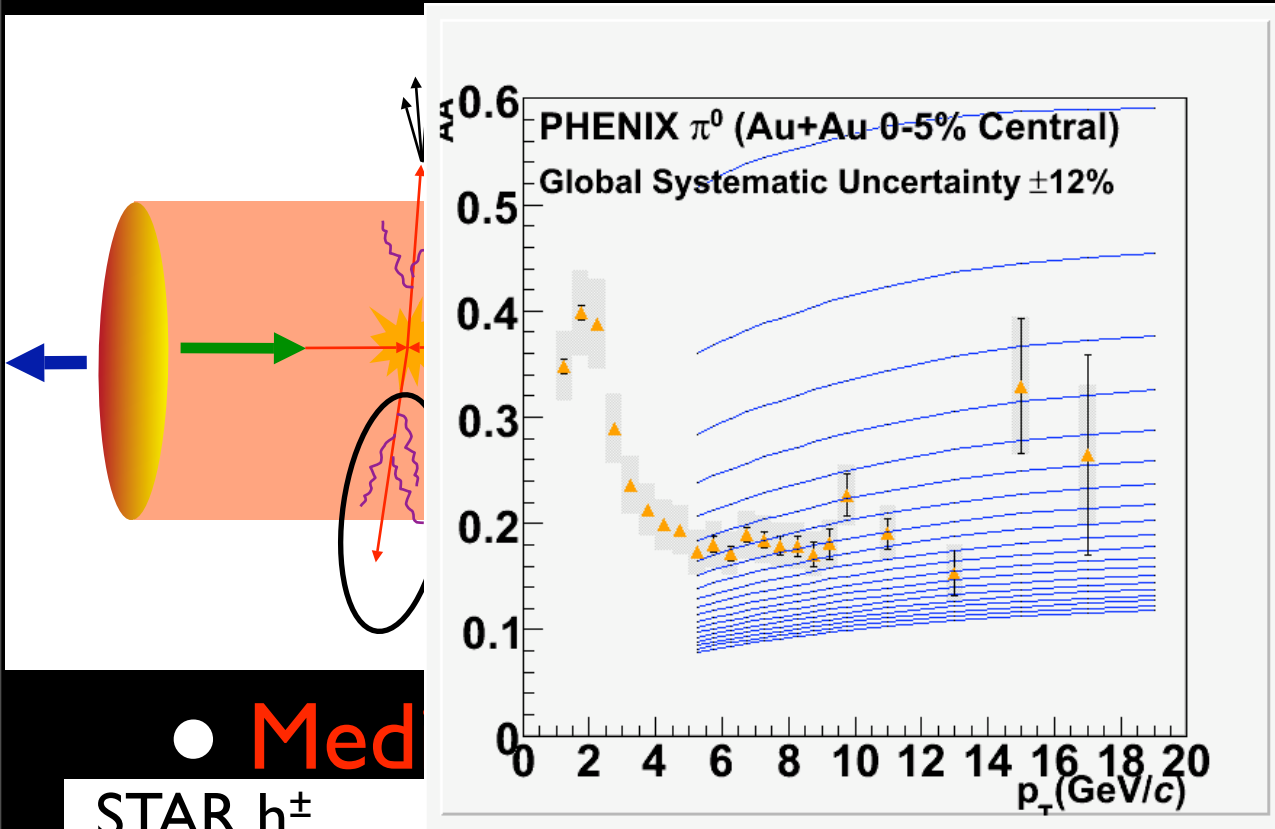 AA
PHENIX π⁰ (Au+Au 0-5% Central)
Global Systematic Uncertainty ±12%
0.6
0.5
0.4
0.3
0.2
0.1
0
0 2 4 6 8 10 12 14 16 18 20
p_T(GeV/c)
● Med
STAR h±